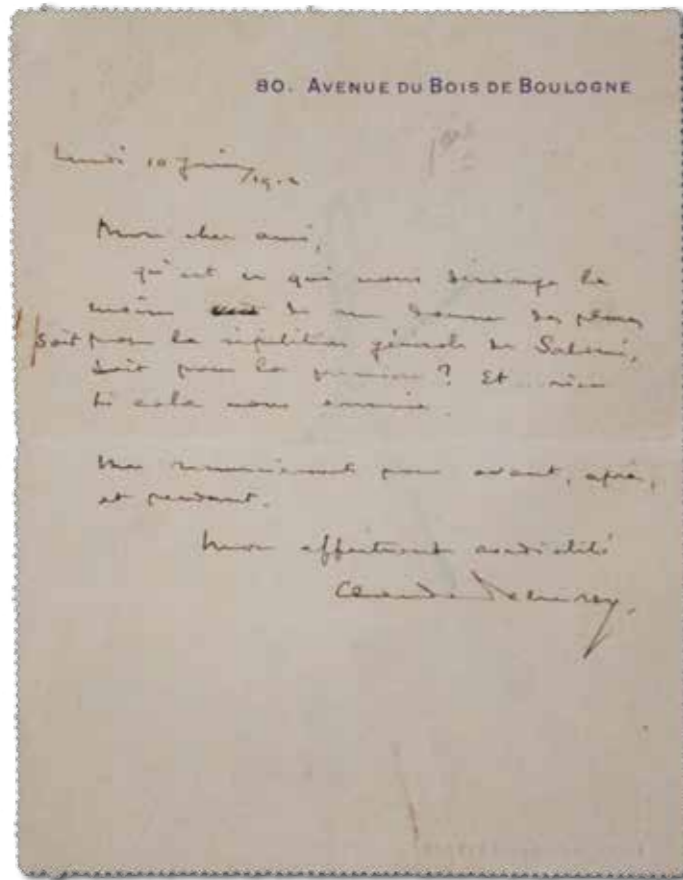 80. AVENUE DU BOIS DE BOULOGNE
Lundi 10 Juin
/1912
Mon cher ami,
qu'est ce qui vous dérange le
moins de me donner des places
soit pour la répétition générale de Salomé,
soit pour la première ? Et rien
si cela vous ennuie.
Mes remerciements pour avant, après,
et pendant.
Mon affectueuse cordialité
Claude Debussy.